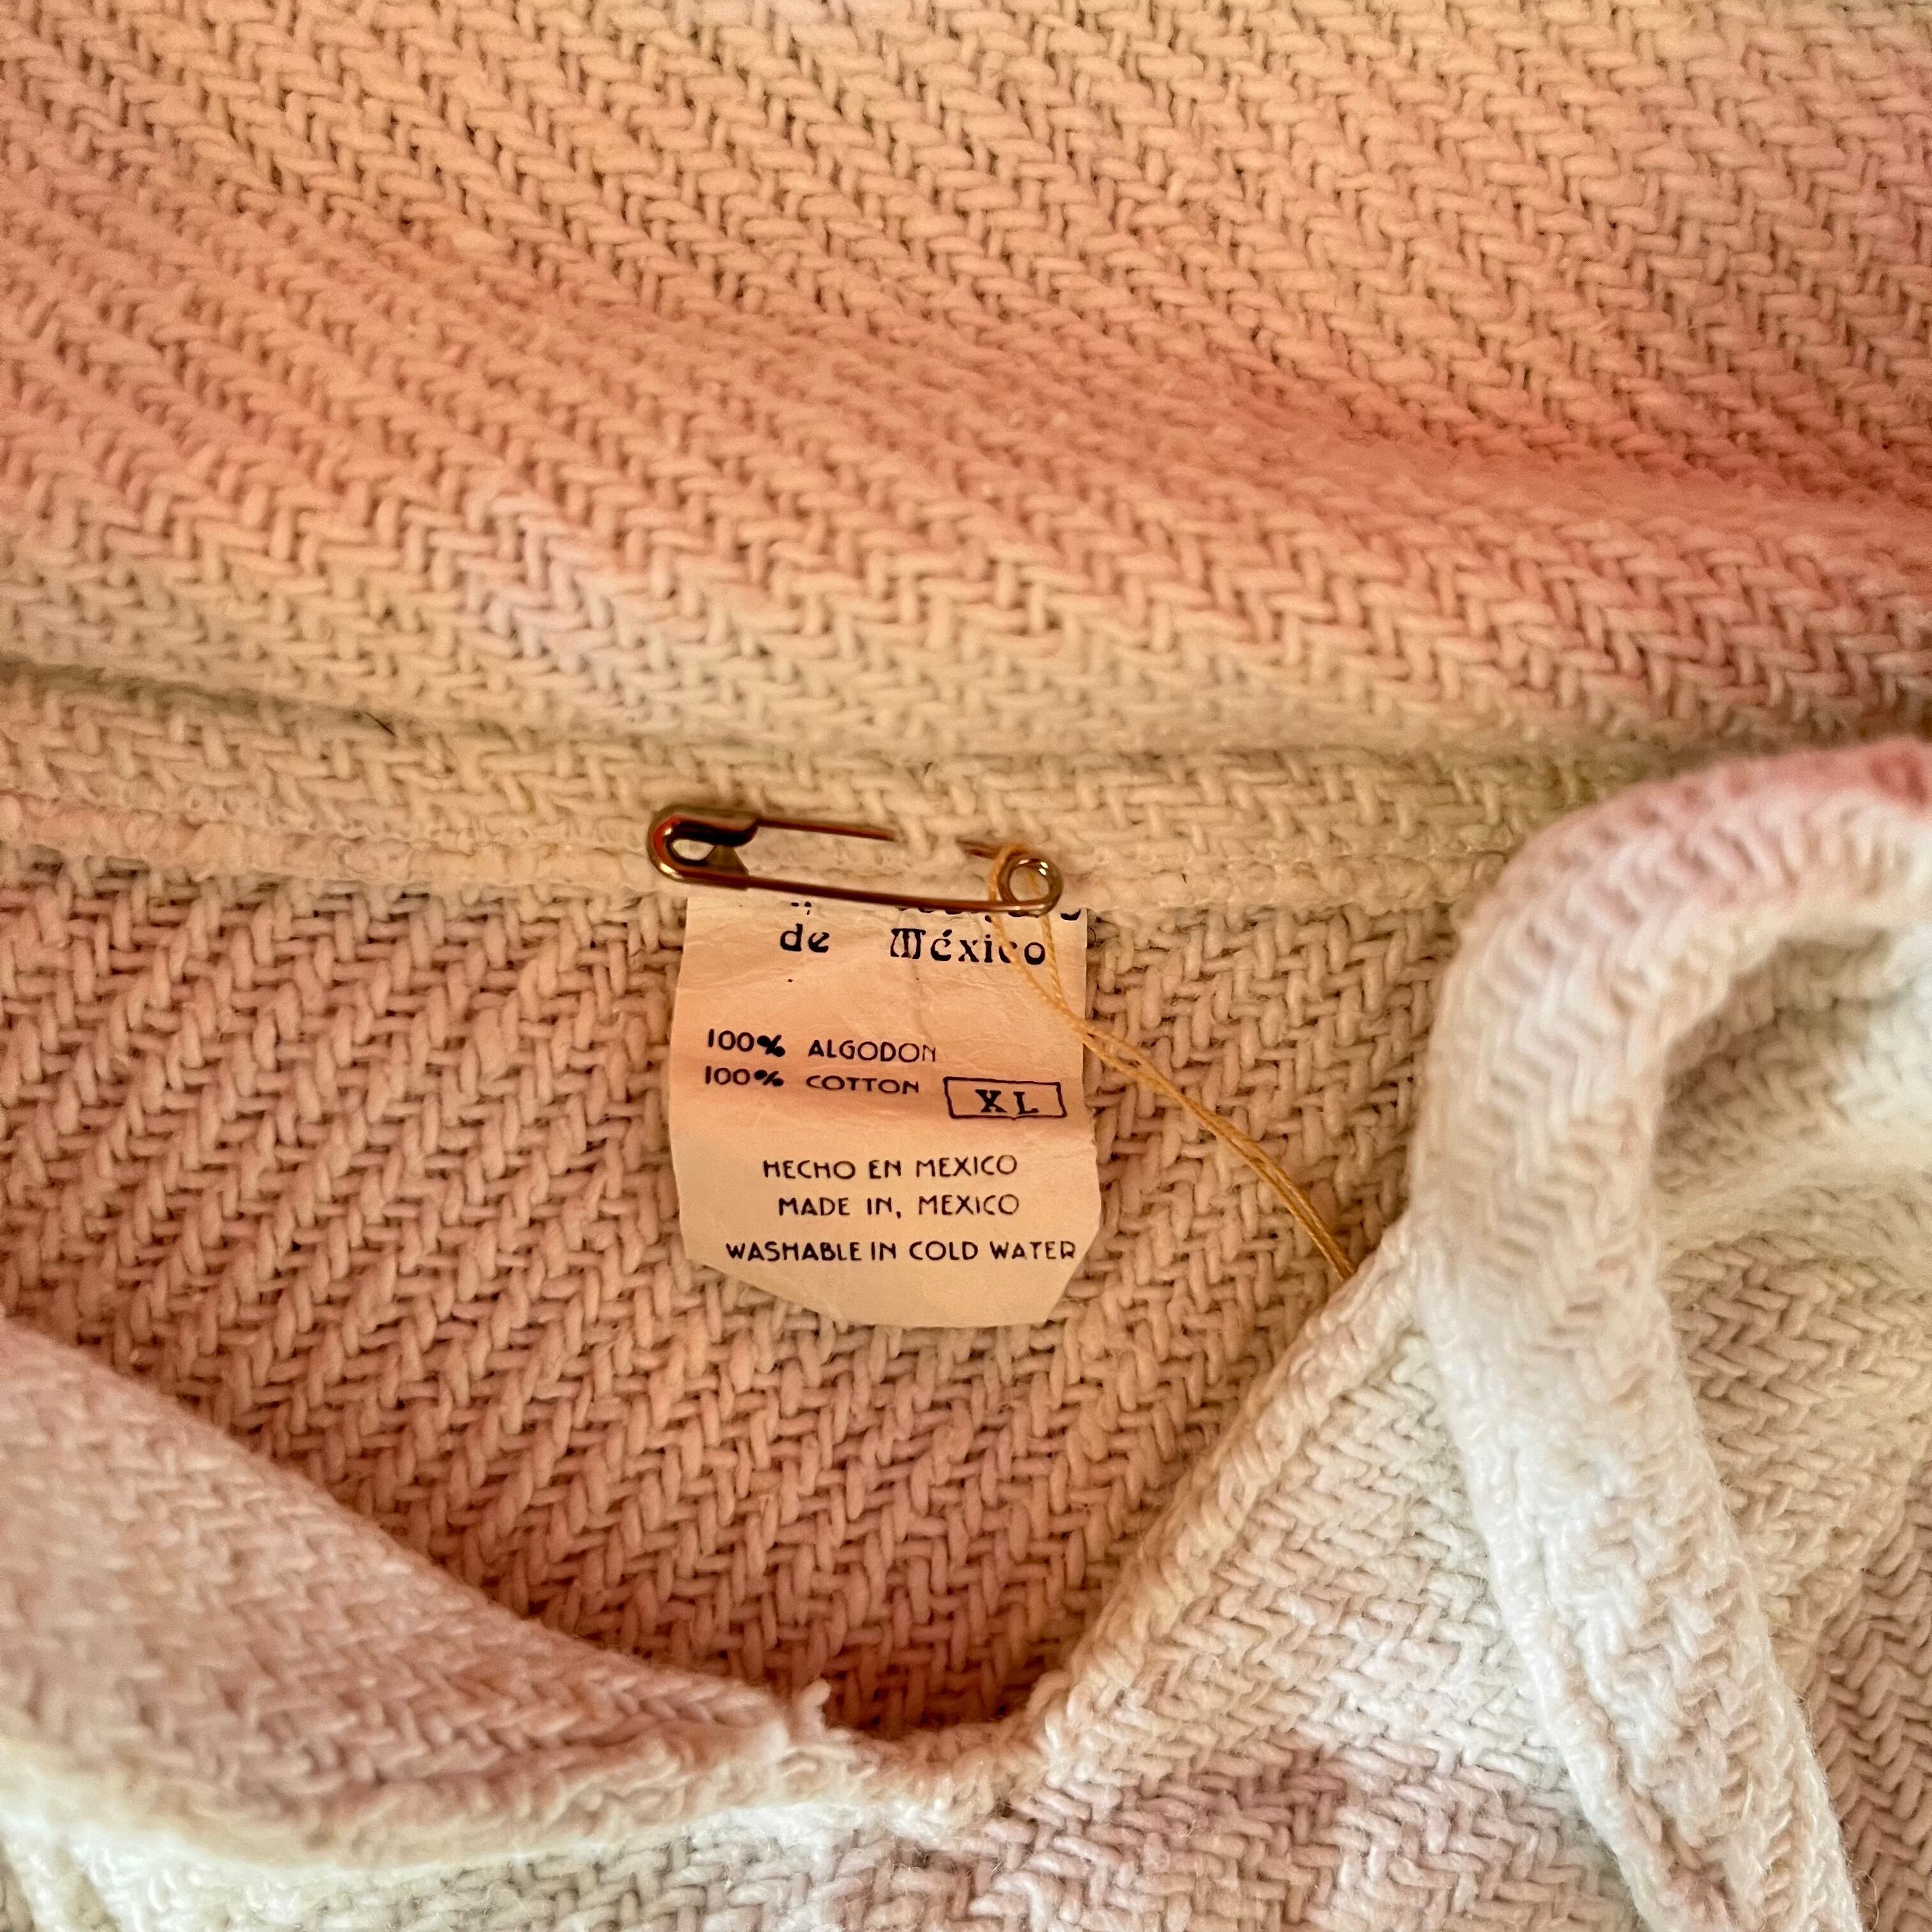 de México
100% ALGODON
100% COTTON
XL
HECHO EN MEXICO
MADE IN, MEXICO
WASHABLE IN COLD WATER